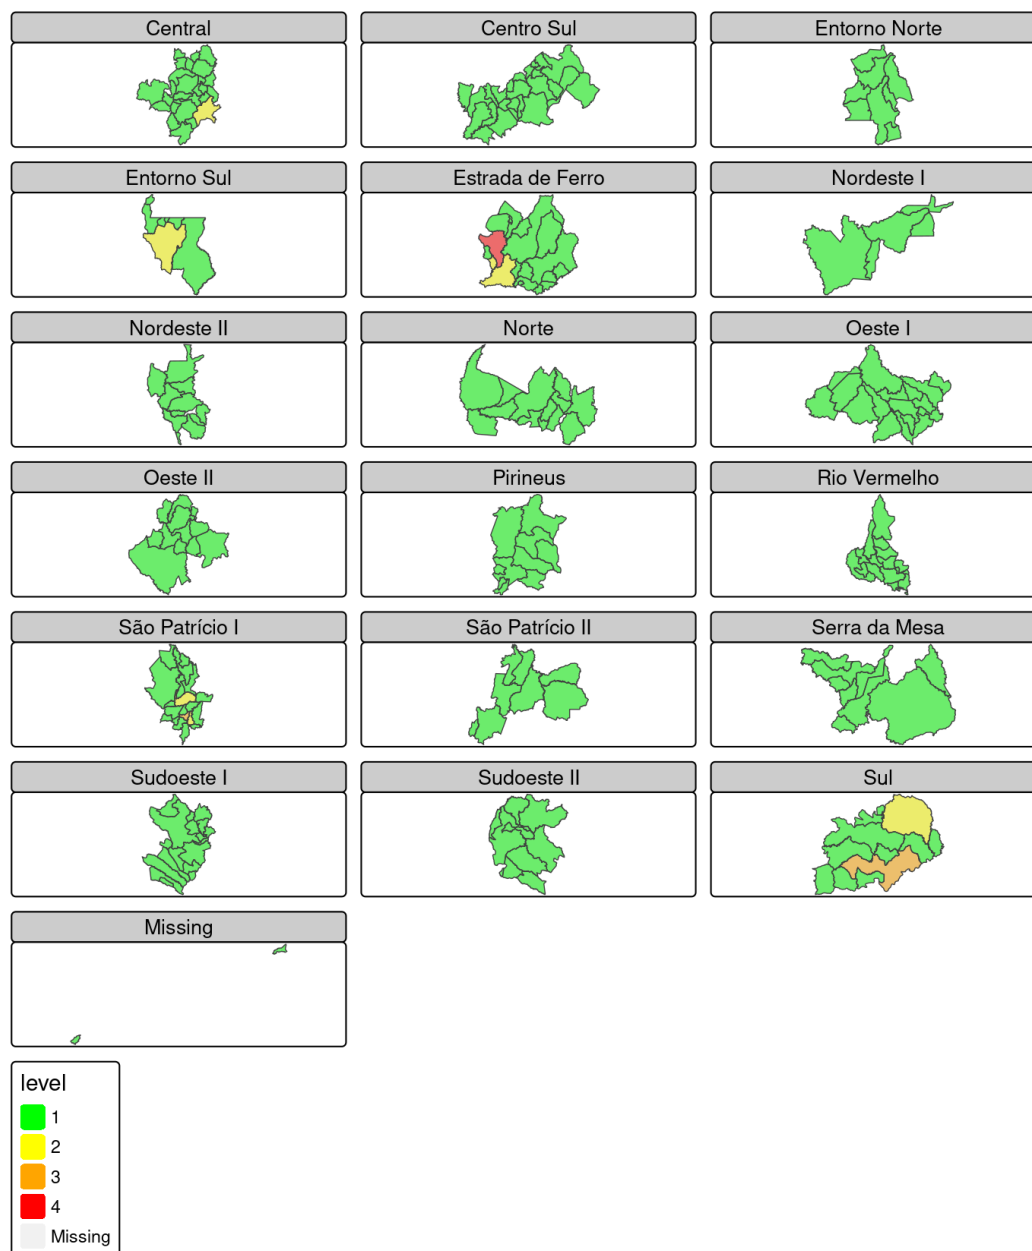 Central
Centro Sul
Entorno Norte
Entorno Sul
Estrada de Ferro
Nordeste I
Nordeste II
Norte
Oeste I
Oeste II
Pirineus
Rio Vermelho
São Patrício I
São Patrício II
Serra da Mesa
Sudoeste I
Sudoeste II
Sul
Missing
level
1
2
3
4
Missing